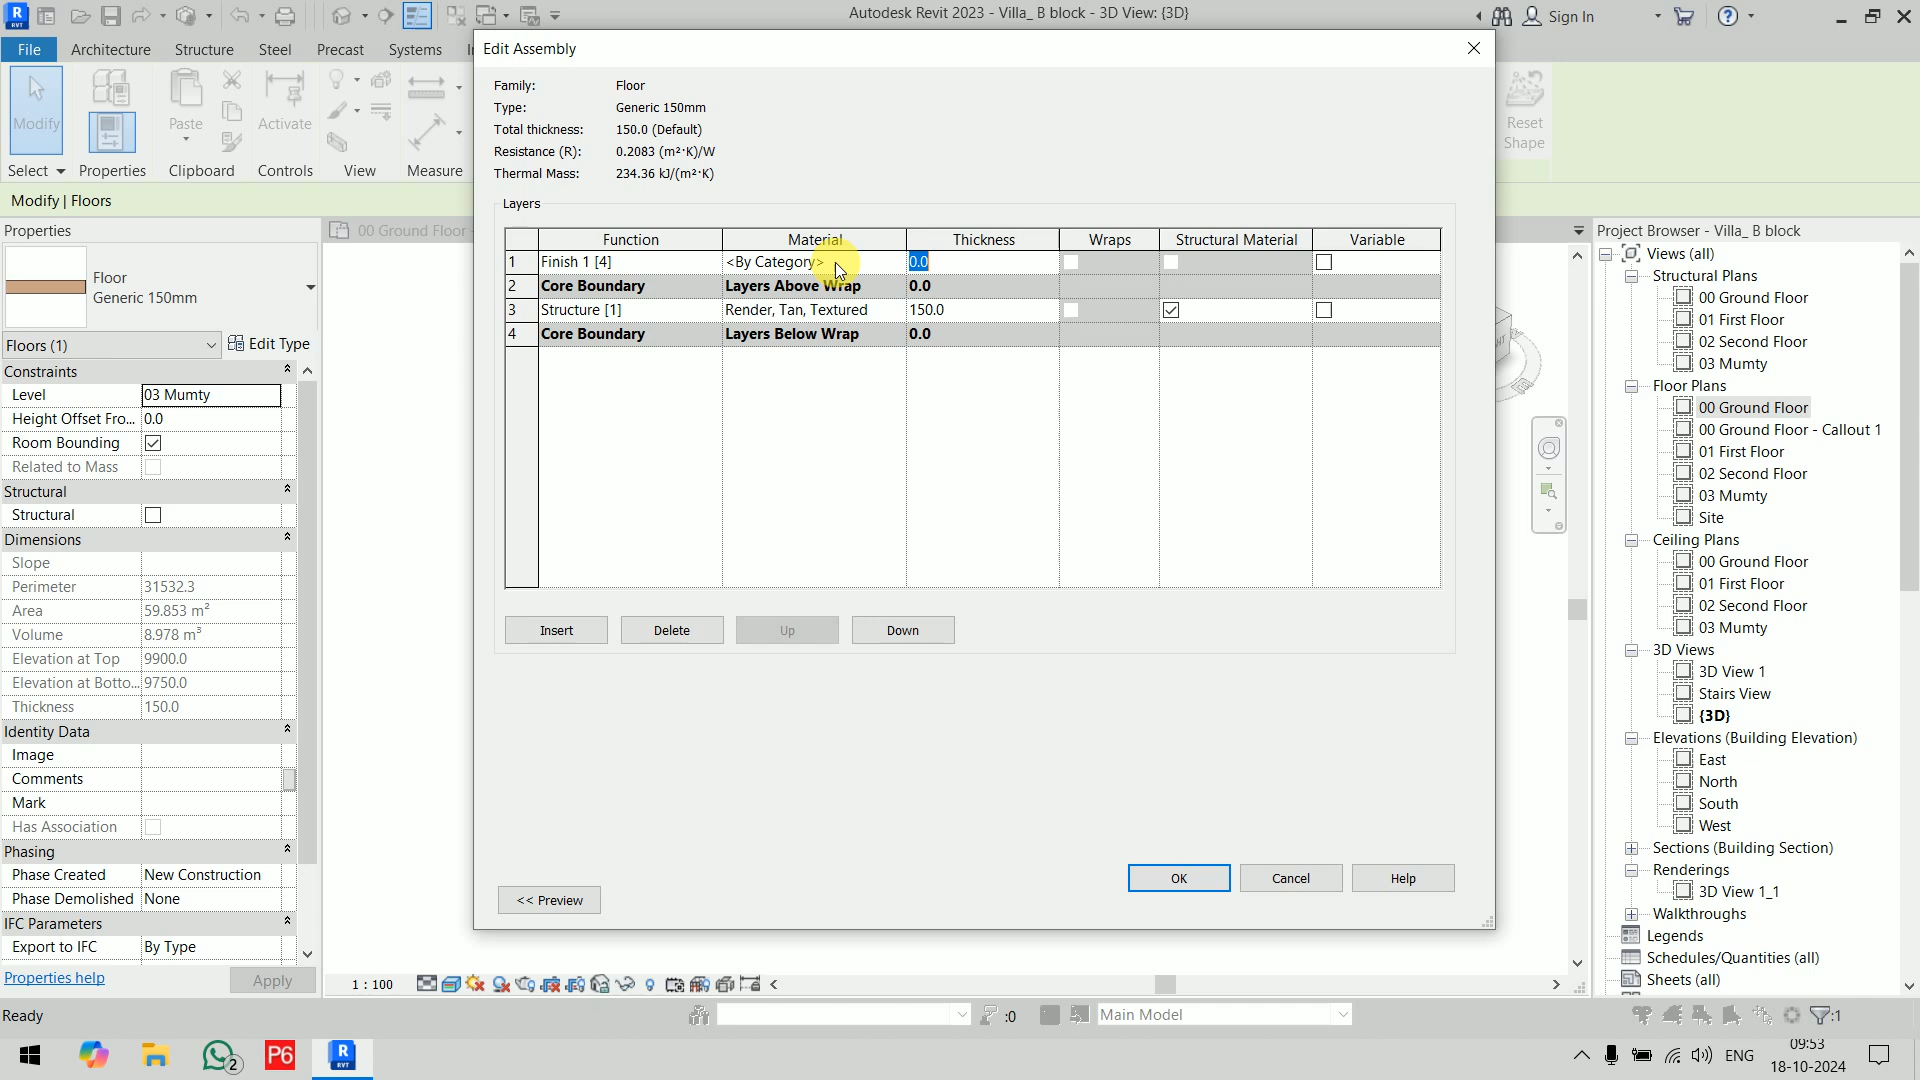 Autodesk Revit 2023 - Villa_ B block - 3D View: {3D}
Sign In
File
Architecture
Structure
Steel
Precast
Systems
Modify
Paste
Activate
Reset
Shape
Select
Properties
Clipboard
Controls
View
Measure
Modify | Floors
Properties
Floor
Generic 150mm
Floors (1)
Edit Type
Constraints
Level 03 Mumty
Height Offset Fro... 0.0
Room Bounding
Related to Mass
Structural
Structural
Dimensions
Slope
Perimeter 31532.3
Area 59.853 m²
Volume 8.978 m³
Elevation at Top 9900.0
Elevation at Botto... 9750.0
Thickness 150.0
Identity Data
Image
Comments
Mark
Has Association
Phasing
Phase Created New Construction
Phase Demolished None
IFC Parameters
Export to IFC By Type
Properties help
Apply
00 Ground Floor
Edit Assembly
Family: Floor
Type: Generic 150mm
Total thickness: 150.0 (Default)
Resistance (R): 0.2083 (m²·K)/W
Thermal Mass: 234.36 kJ/(m²·K)
Layers
Function Material Thickness Wraps Structural Material Variable
1 Finish 1 [4] <By Category> 0.0
2 Core Boundary Layers Above Wrap 0.0
3 Structure [1] Render, Tan, Textured 150.0
4 Core Boundary Layers Below Wrap 0.0
Insert
Delete
Up
Down
<< Preview
OK
Cancel
Help
Project Browser - Villa_ B block
Views (all)
Structural Plans
00 Ground Floor
01 First Floor
02 Second Floor
03 Mumty
Floor Plans
00 Ground Floor
00 Ground Floor - Callout 1
01 First Floor
02 Second Floor
03 Mumty
Site
Ceiling Plans
00 Ground Floor
01 First Floor
02 Second Floor
03 Mumty
3D Views
3D View 1
Stairs View
{3D}
Elevations (Building Elevation)
East
North
South
West
Sections (Building Section)
Renderings
3D View 1_1
Walkthroughs
Legends
Schedules/Quantities (all)
Sheets (all)
1 : 100
Ready
:0
Main Model
:1
2
P6
R
RVT
ENG
09:53
18-10-2024